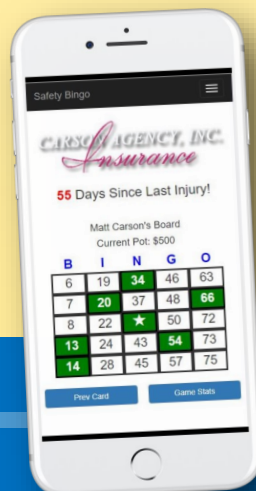 Safety Bingo
CARSON AGENCY, INC.
Insurance
55 Days Since Last Injury!
Matt Carson's Board
Current Pot: $500
B I N G O
6 19 34 46 63
7 20 37 48 66
8 22 ★ 50 72
13 24 43 54 73
14 28 45 57 75
Prev Card Game Stats